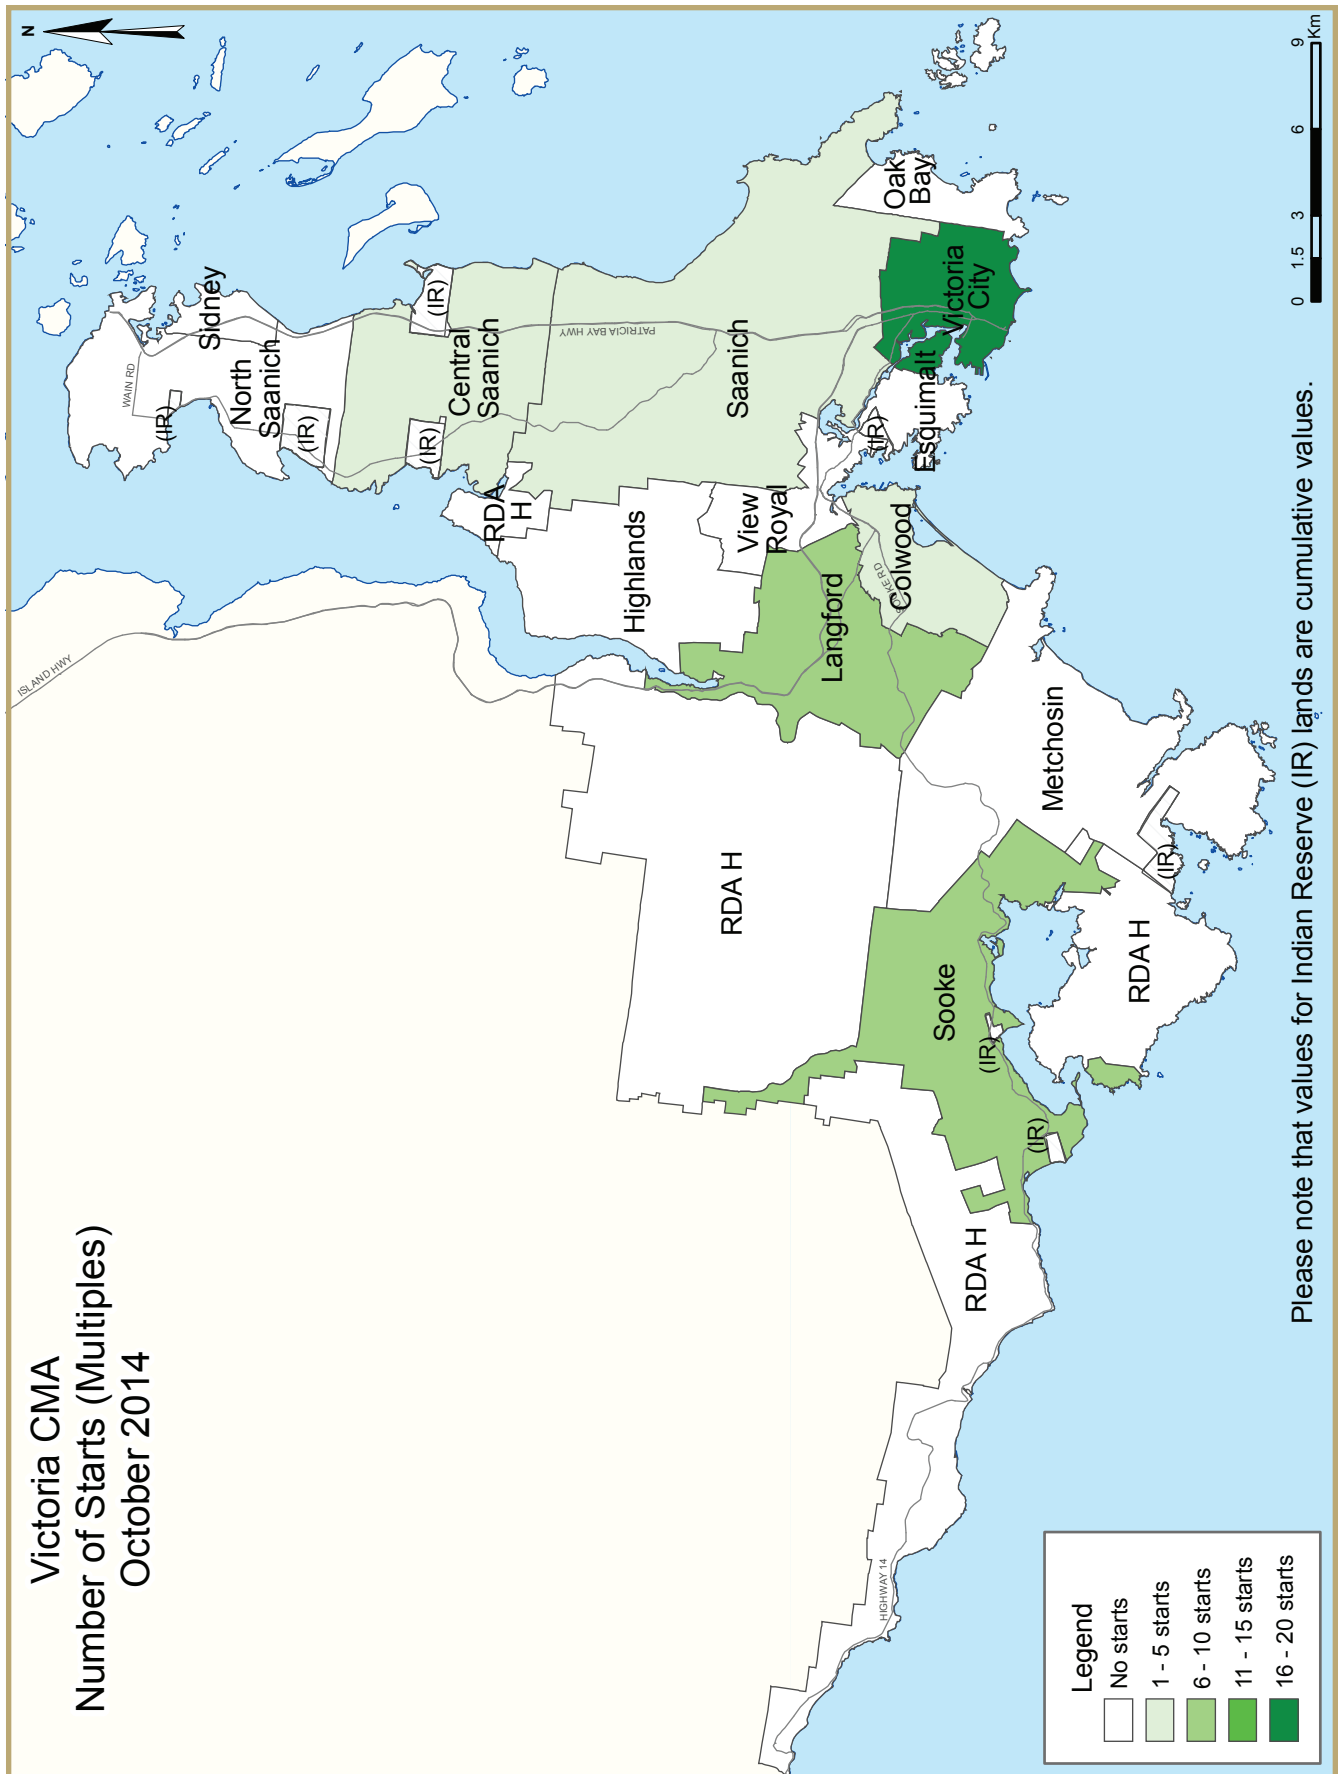 Victoria CMA
Number of Starts (Multiples)
October 2014
N
ISLAND HWY
WAIN RD
Sidney
North
Saanich
(IR)
(IR)
(IR)
(IR)
Central
Saanich
PATRICIA BAY HWY
RDA
H
Saanich
Highlands
View
Royal
Langford
Colwood
Oak
Bay
Victoria
City
Esquimalt
(IR)
Metchosin
(IR)
RDA H
Sooke
(IR)
(IR)
RDA H
RDA H
HIGHWAY 14
Legend
No starts
1 - 5 starts
6 - 10 starts
11 - 15 starts
16 - 20 starts
0 1.5 3 6 9
Km
Please note that values for Indian Reserve (IR) lands are cumulative values.